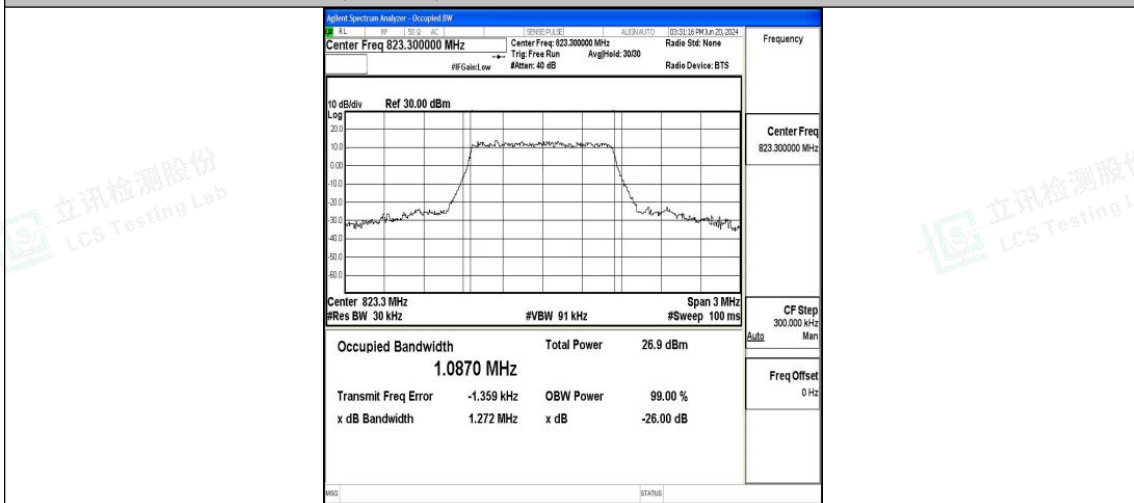 Agilent Spectrum Analyzer - Occupied BW
RL RF 50 Ω AC SENSE:PULSE ALIGN AUTO 03:31:16 PM Jun 20, 2024
Center Freq 823.300000 MHz
Center Freq: 823.300000 MHz
Radio Std: None
Trig: Free Run Avg|Hold: 30/30
#IFGain:Low #Atten: 40 dB Radio Device: BTS
Frequency
10 dB/div Ref 30.00 dBm
Log
20.0
10.0
0.00
-10.0
-20.0
-30.0
-40.0
-50.0
-60.0
Center 823.3 MHz Span 3 MHz
#Res BW 30 kHz #VBW 91 kHz #Sweep 100 ms
Center Freq
823.300000 MHz
CF Step
300.000 kHz
Auto Man
Freq Offset
0 Hz
Occupied Bandwidth Total Power 26.9 dBm
1.0870 MHz
Transmit Freq Error -1.359 kHz OBW Power 99.00 %
x dB Bandwidth 1.272 MHz x dB -26.00 dB
MSG STATUS
立讯检测股份
LCS Testing Lab
立讯检测股份
LCS Testing L